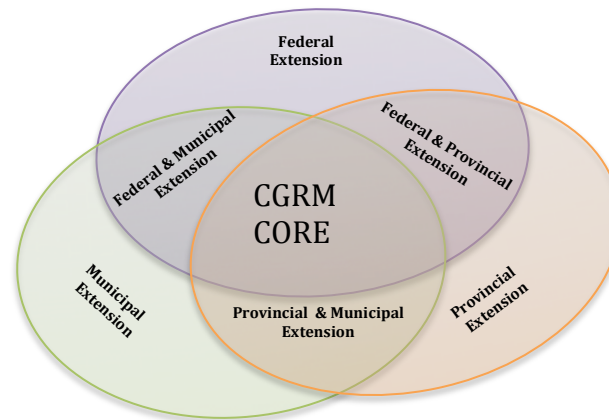 Federal
Extension
Federal & Municipal
Extension
Federal & Provincial
Extension
CGRM
CORE
Municipal
Extension
Provincial & Municipal
Extension
Provincial
Extension